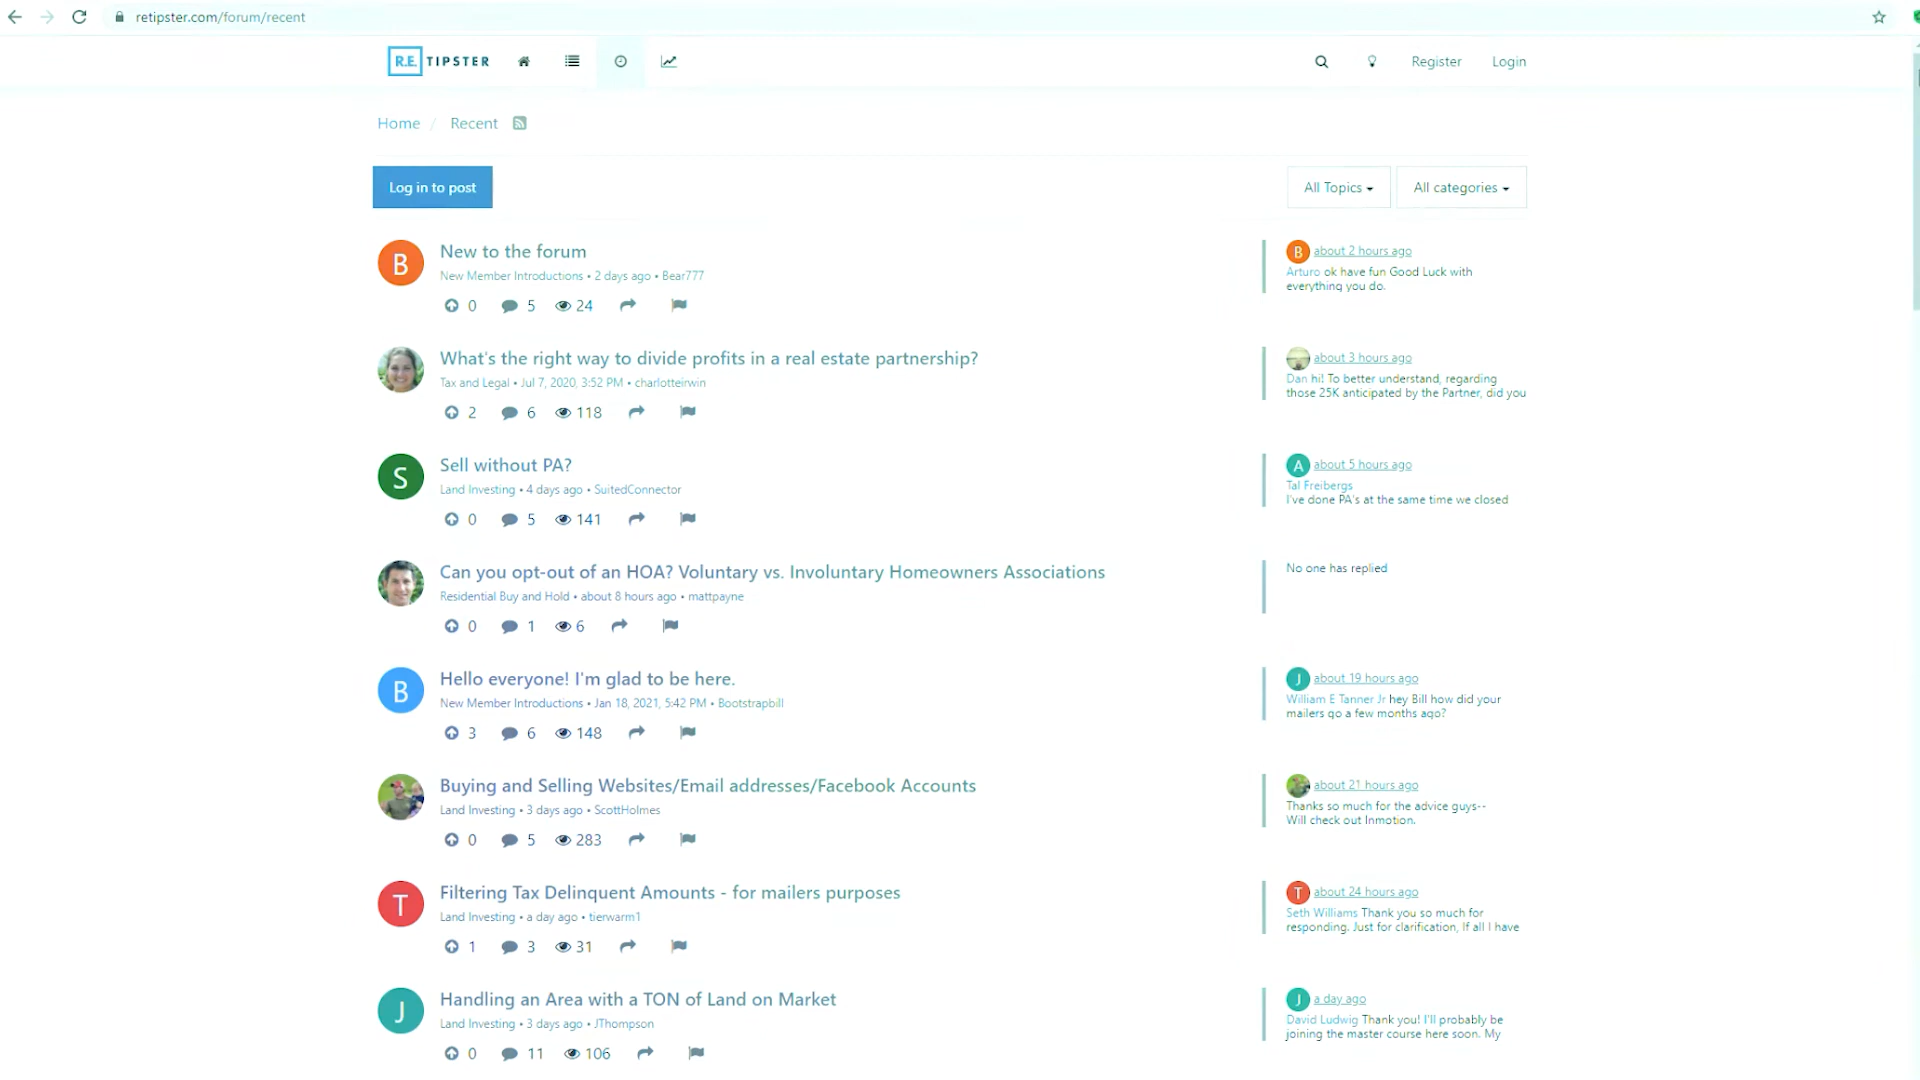 retipster.com/forum/recent
R.E. TIPSTER
Register Login
Home / Recent
Log in to post
All Topics All categories
B
New to the forum
New Member Introductions • 2 days ago • Bear777
0 5 24
B about 2 hours ago
Arturo ok have fun Good Luck with
everything you do.
What's the right way to divide profits in a real estate partnership?
Tax and Legal • Jul 7, 2020, 3:52 PM • charlotteirwin
2 6 118
about 3 hours ago
Dan hi! To better understand, regarding
those 25K anticipated by the Partner, did you
S
Sell without PA?
Land Investing • 4 days ago • SuitedConnector
0 5 141
A about 5 hours ago
Tal Freibergs
I've done PA's at the same time we closed
Can you opt-out of an HOA? Voluntary vs. Involuntary Homeowners Associations
Residential Buy and Hold • about 8 hours ago • mattpayne
0 1 6
No one has replied
B
Hello everyone! I'm glad to be here.
New Member Introductions • Jan 18, 2021, 5:42 PM • Bootstrapbill
3 6 148
J about 19 hours ago
William E Tanner Jr hey Bill how did your
mailers go a few months ago?
Buying and Selling Websites/Email addresses/Facebook Accounts
Land Investing • 3 days ago • ScottHolmes
0 5 283
about 21 hours ago
Thanks so much for the advice guys--
Will check out Inmotion.
T
Filtering Tax Delinquent Amounts - for mailers purposes
Land Investing • a day ago • tierwarm1
1 3 31
T about 24 hours ago
Seth Williams Thank you so much for
responding. Just for clarification, If all I have
J
Handling an Area with a TON of Land on Market
Land Investing • 3 days ago • JThompson
0 11 106
J a day ago
David Ludwig Thank you! I'll probably be
joining the master course here soon. My